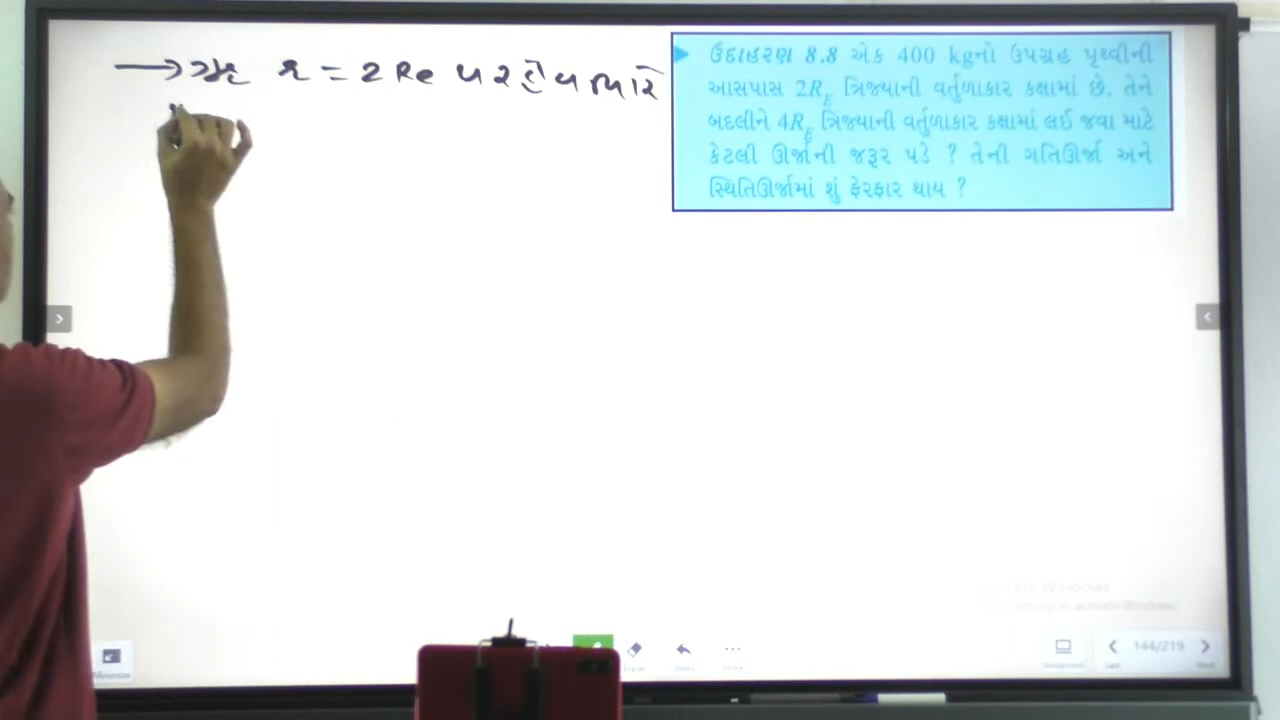 → જો r = 2Re પર હોય ત્યારે
ઉદાહરણ 8.8 એક 400 kgનો ઉપગ્રહ પૃથ્વીની
આસપાસ 2R_E ત્રિજ્યાની વર્તુળાકાર કક્ષામાં છે. તેને
બદલીને 4R_E ત્રિજ્યાની વર્તુળાકાર કક્ષામાં લઈ જવા માટે
કેટલી ઊર્જાની જરૂર પડે ? તેની ગતિઊર્જા અને
સ્થિતિઊર્જામાં શું ફેરફાર થાય ?
Minimize
144/219